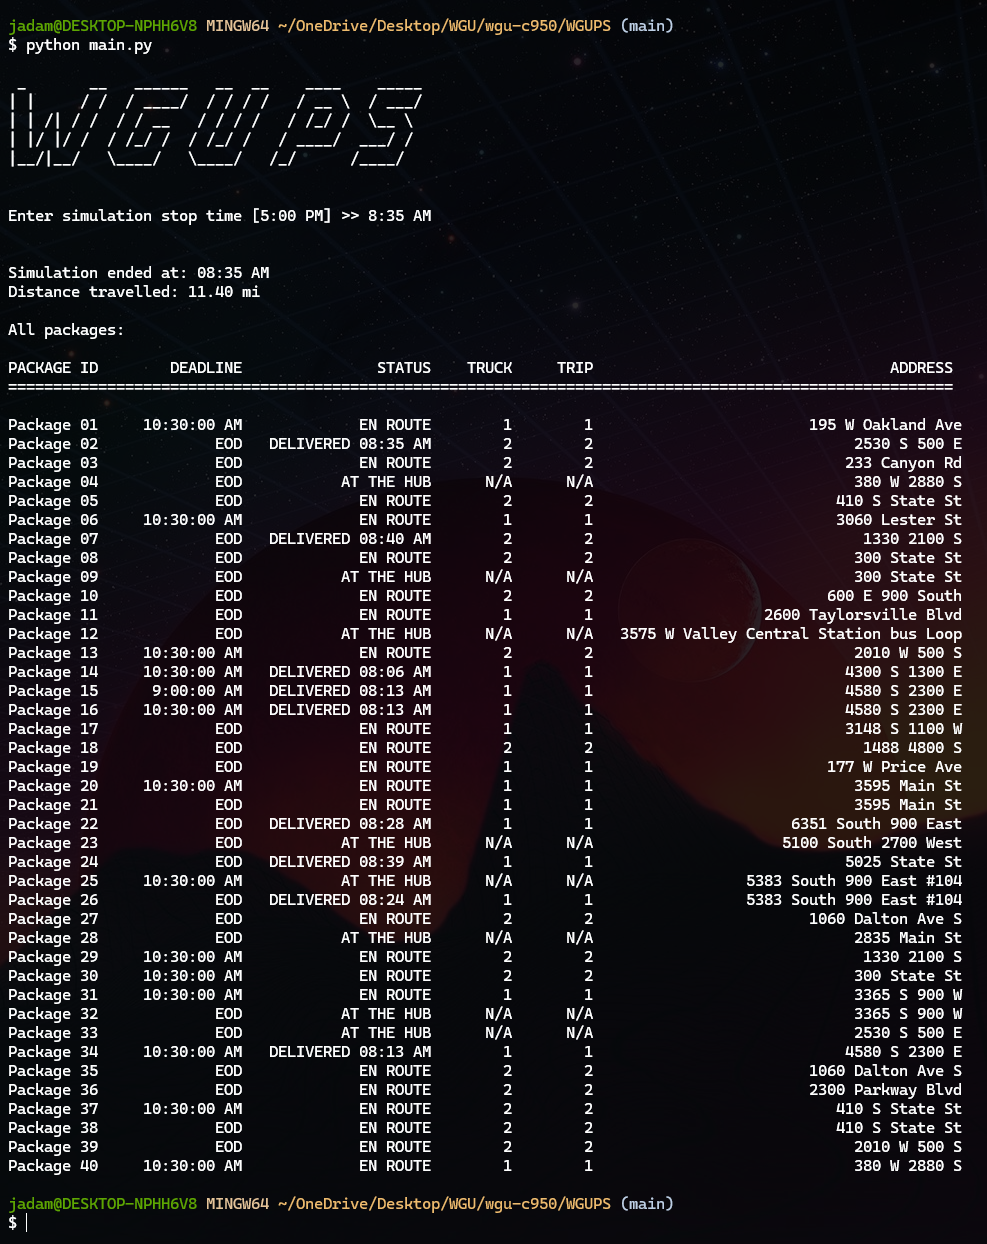 jadam@DESKTOP-NPHH6V8 MINGW64 ~/OneDrive/Desktop/WGU/wgu-c950/WGUPS (main)
$ python main.py
WGUPS
Enter simulation stop time [5:00 PM] >> 8:35 AM
Simulation ended at: 08:35 AM
Distance travelled: 11.40 mi
All packages:
PACKAGE ID DEADLINE STATUS TRUCK TRIP ADDRESS
Package 01 10:30:00 AM EN ROUTE 1 1 195 W Oakland Ave
Package 02 EOD DELIVERED 08:35 AM 2 2 2530 S 500 E
Package 03 EOD EN ROUTE 2 2 233 Canyon Rd
Package 04 EOD AT THE HUB N/A N/A 380 W 2880 S
Package 05 EOD EN ROUTE 2 2 410 S State St
Package 06 10:30:00 AM EN ROUTE 1 1 3060 Lester St
Package 07 EOD DELIVERED 08:40 AM 2 2 1330 2100 S
Package 08 EOD EN ROUTE 2 2 300 State St
Package 09 EOD AT THE HUB N/A N/A 300 State St
Package 10 EOD EN ROUTE 2 2 600 E 900 South
Package 11 EOD EN ROUTE 1 1 2600 Taylorsville Blvd
Package 12 EOD AT THE HUB N/A N/A 3575 W Valley Central Station bus Loop
Package 13 10:30:00 AM EN ROUTE 2 2 2010 W 500 S
Package 14 10:30:00 AM DELIVERED 08:06 AM 1 1 4300 S 1300 E
Package 15 9:00:00 AM DELIVERED 08:13 AM 1 1 4580 S 2300 E
Package 16 10:30:00 AM DELIVERED 08:13 AM 1 1 4580 S 2300 E
Package 17 EOD EN ROUTE 1 1 3148 S 1100 W
Package 18 EOD EN ROUTE 2 2 1488 4800 S
Package 19 EOD EN ROUTE 1 1 177 W Price Ave
Package 20 10:30:00 AM EN ROUTE 1 1 3595 Main St
Package 21 EOD EN ROUTE 1 1 3595 Main St
Package 22 EOD DELIVERED 08:28 AM 1 1 6351 South 900 East
Package 23 EOD AT THE HUB N/A N/A 5100 South 2700 West
Package 24 EOD DELIVERED 08:39 AM 1 1 5025 State St
Package 25 10:30:00 AM AT THE HUB N/A N/A 5383 South 900 East #104
Package 26 EOD DELIVERED 08:24 AM 1 1 5383 South 900 East #104
Package 27 EOD EN ROUTE 2 2 1060 Dalton Ave S
Package 28 EOD AT THE HUB N/A N/A 2835 Main St
Package 29 10:30:00 AM EN ROUTE 2 2 1330 2100 S
Package 30 10:30:00 AM EN ROUTE 2 2 300 State St
Package 31 10:30:00 AM EN ROUTE 1 1 3365 S 900 W
Package 32 EOD AT THE HUB N/A N/A 3365 S 900 W
Package 33 EOD AT THE HUB N/A N/A 2530 S 500 E
Package 34 10:30:00 AM DELIVERED 08:13 AM 1 1 4580 S 2300 E
Package 35 EOD EN ROUTE 2 2 1060 Dalton Ave S
Package 36 EOD EN ROUTE 2 2 2300 Parkway Blvd
Package 37 10:30:00 AM EN ROUTE 2 2 410 S State St
Package 38 EOD EN ROUTE 2 2 410 S State St
Package 39 EOD EN ROUTE 2 2 2010 W 500 S
Package 40 10:30:00 AM EN ROUTE 1 1 380 W 2880 S
jadam@DESKTOP-NPHH6V8 MINGW64 ~/OneDrive/Desktop/WGU/wgu-c950/WGUPS (main)
$